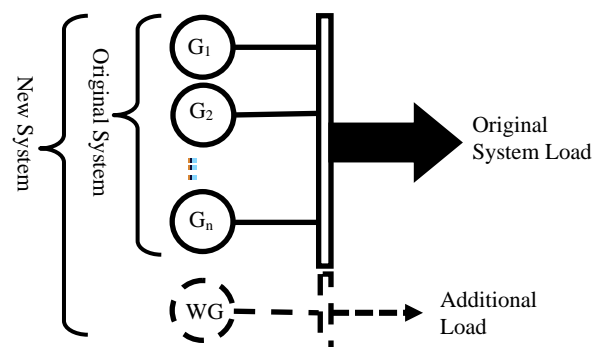 New System
Original System
G1
G2
Gn
WG
Original
System Load
Additional
Load